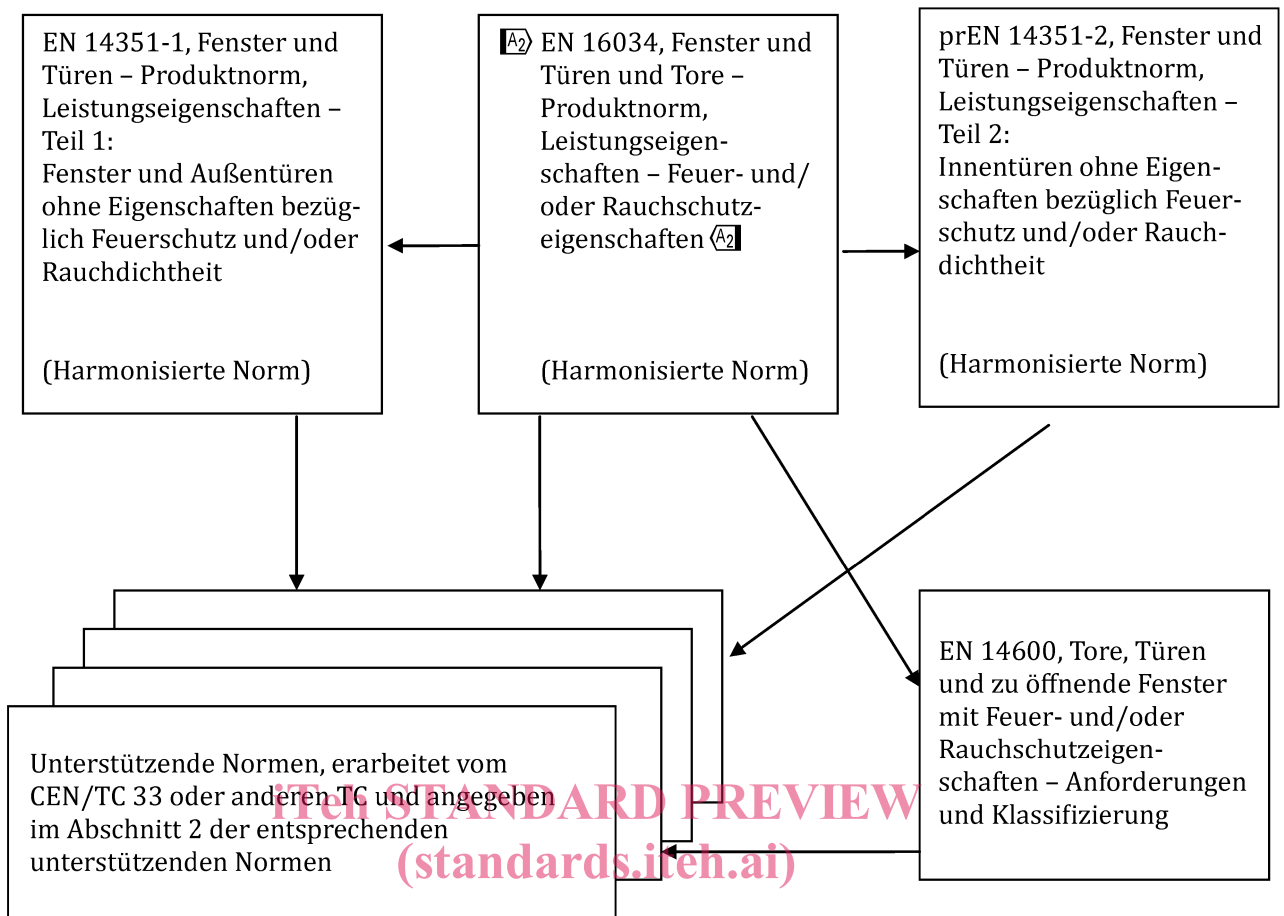 EN 14351-1, Fenster und
Türen – Produktnorm,
Leistungseigenschaften –
Teil 1:
Fenster und Außentüren
ohne Eigenschaften bezüg-
lich Feuerschutz und/oder
Rauchdichtheit
(Harmonisierte Norm)
A2 EN 16034, Fenster und
Türen und Tore –
Produktnorm,
Leistungseigen-
schaften – Feuer- und/
oder Rauchschutz-
eigenschaften A2
(Harmonisierte Norm)
prEN 14351-2, Fenster und
Türen – Produktnorm,
Leistungseigenschaften –
Teil 2:
Innentüren ohne Eigen-
schaften bezüglich Feuer-
schutz und/oder Rauch-
dichtheit
(Harmonisierte Norm)
Unterstützende Normen, erarbeitet vom
CEN/TC 33 oder anderen TC und angegeben
im Abschnitt 2 der entsprechenden
unterstützenden Normen
EN 14600, Tore, Türen
und zu öffnende Fenster
mit Feuer- und/oder
Rauchschutzeigen-
schaften – Anforderungen
und Klassifizierung
iTeh STANDARD PREVIEW
(standards.iteh.ai)